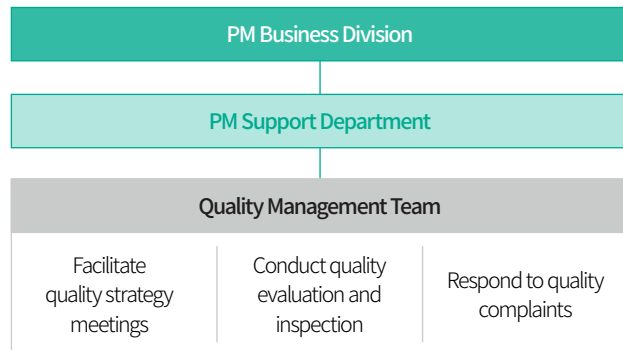 PM Business Division
PM Support Department
Quality Management Team
Facilitate
quality strategy
meetings
Conduct quality
evaluation and
inspection
Respond to quality
complaints